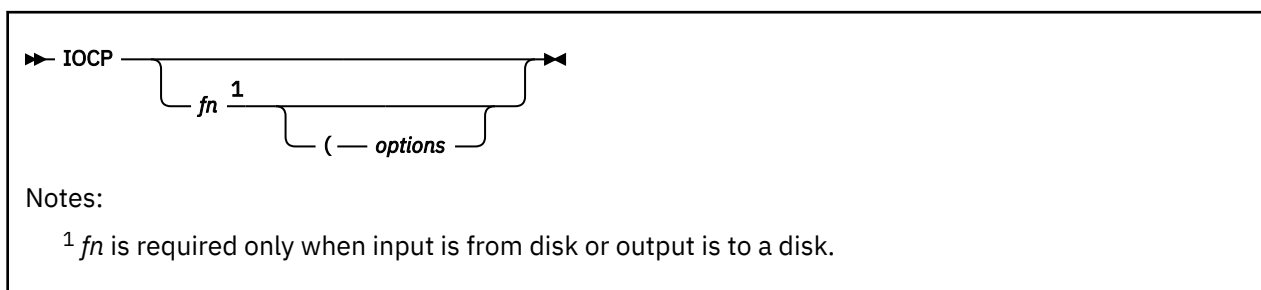 IOCP
fn 1
( options
Notes:
1 fn is required only when input is from disk or output is to a disk.